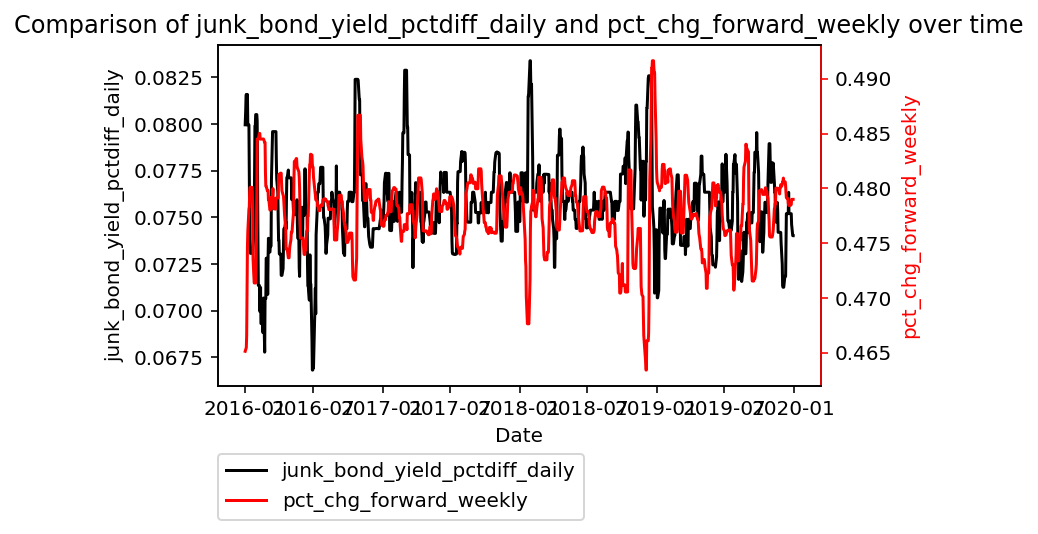 Comparison of junk_bond_yield_pctdiff_daily and pct_chg_forward_weekly over time
junk_bond_yield_pctdiff_daily
0.0825
0.0800
0.0775
0.0750
0.0725
0.0700
0.0675
0.490
0.485
0.480
0.475
0.470
0.465
pct_chg_forward_weekly
2016-01 2016-07 2017-01 2017-07 2018-01 2018-07 2019-01 2019-07 2020-01
Date
junk_bond_yield_pctdiff_daily
pct_chg_forward_weekly